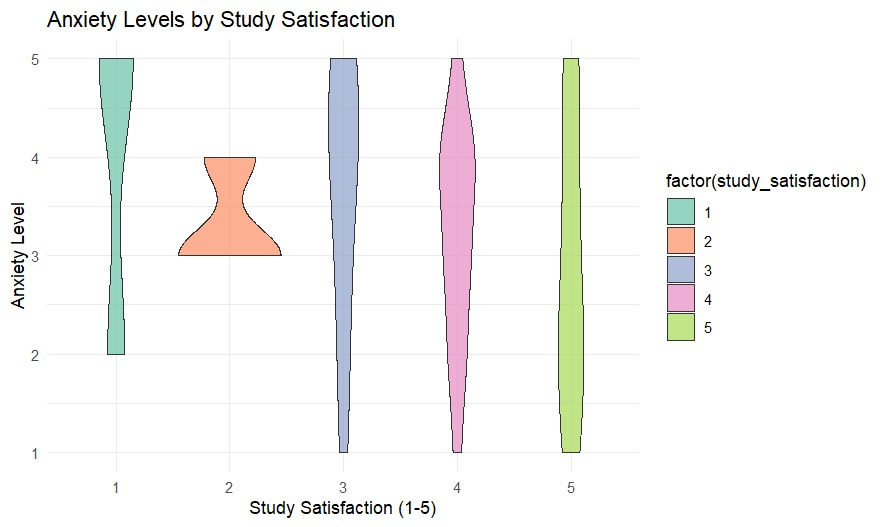 Anxiety Levels by Study Satisfaction
5
4
3
2
1
Anxiety Level
1 2 3 4 5
Study Satisfaction (1-5)
factor(study_satisfaction)
1
2
3
4
5